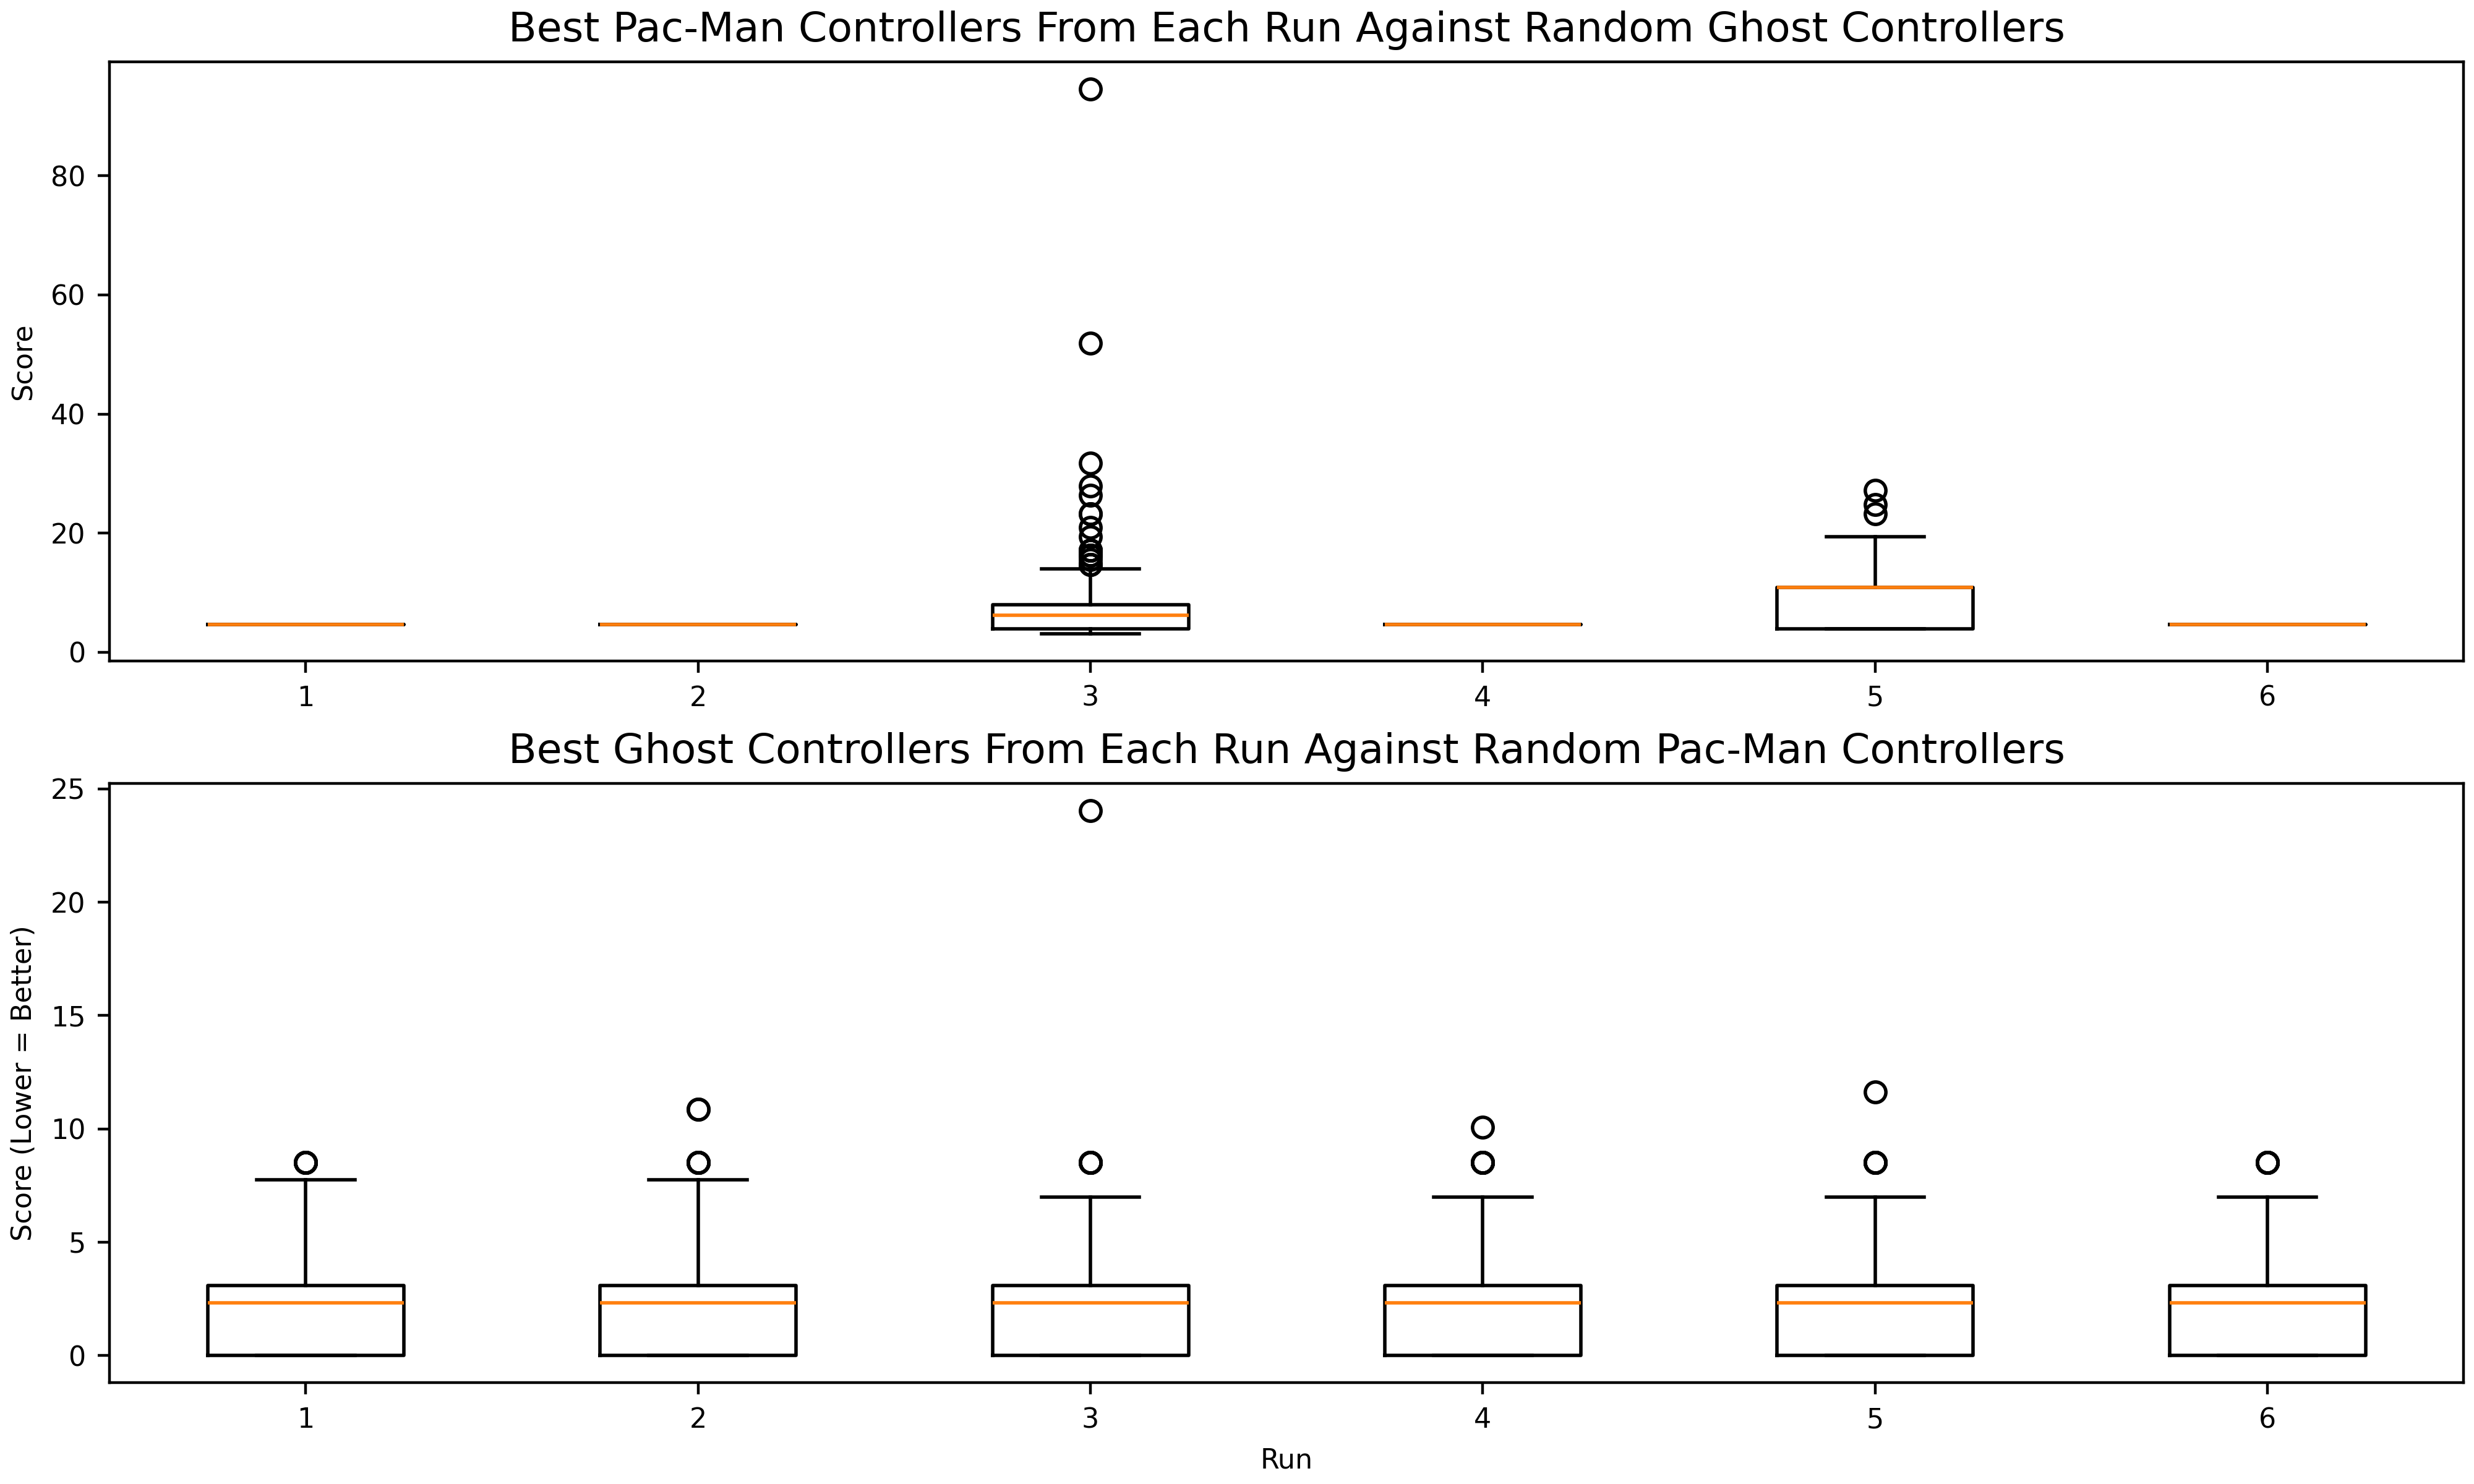 Best Pac-Man Controllers From Each Run Against Random Ghost Controllers
80
60
40
20
0
Score
1 2 3 4 5 6
Best Ghost Controllers From Each Run Against Random Pac-Man Controllers
25
20
15
10
5
0
Score (Lower = Better)
1 2 3 4 5 6
Run